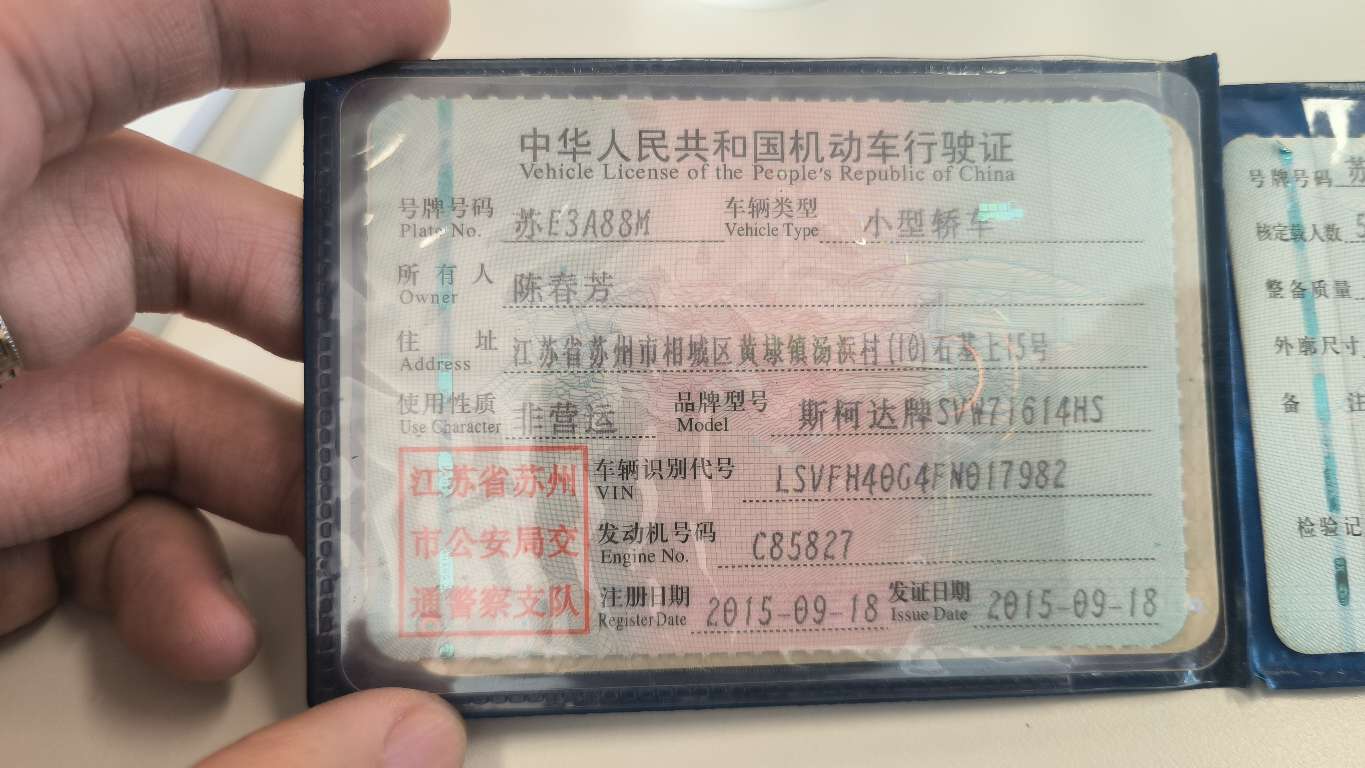 中华人民共和国机动车行驶证
Vehicle License of the People's Republic of China
号牌号码 苏E3A88M 车辆类型 小型轿车
Plate No. Vehicle Type
所有人 陈春芳
Owner
住址 江苏省苏州市相城区黄埭镇汤浜村(10)石基上15号
Address
使用性质 非营运 品牌型号 斯柯达牌SVW71614HS
Use Character Model
江苏省苏州
市公安局交
通警察支队
车辆识别代号 LSVFH40G4FN017982
VIN
发动机号码 C85827
Engine No.
注册日期 2015-09-18 发证日期 2015-09-18
Register Date Issue Date
号牌号码 苏
核定载人数 5
整备质量
外廓尺寸
备注
检验记